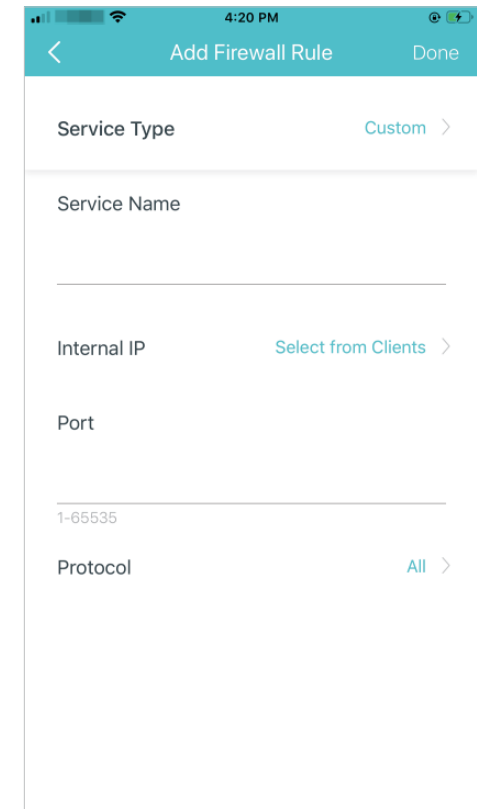 4:20 PM
Add Firewall Rule Done
Service Type Custom
Service Name
Internal IP Select from Clients
Port
1-65535
Protocol All